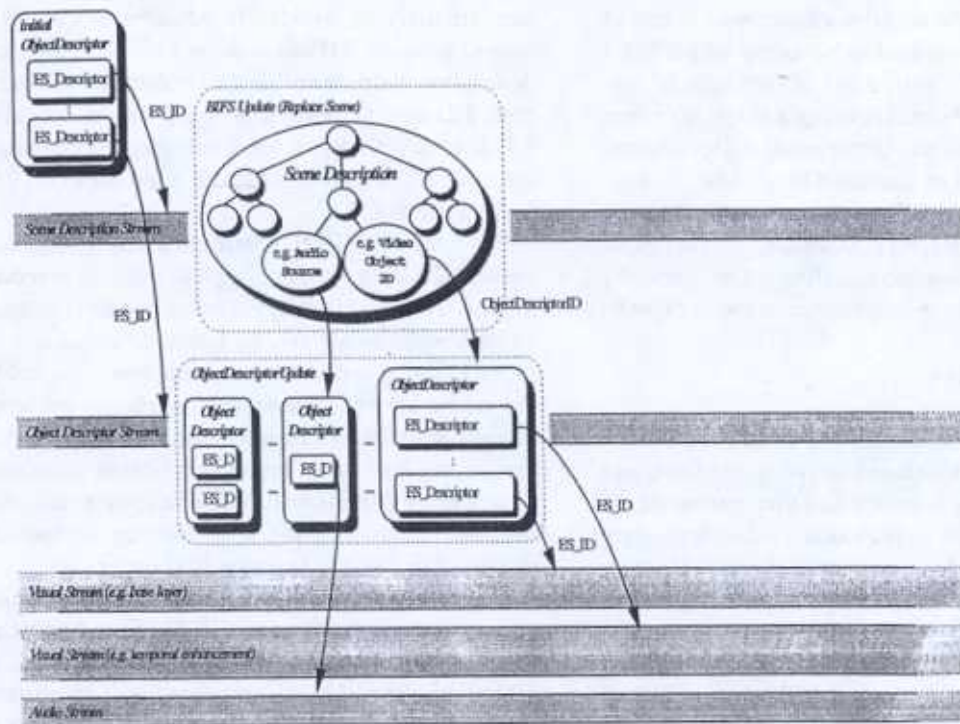 Initial
ObjectDescriptor
ES_Descriptor
ES_Descriptor
ES_ID
BIFS Update (Replace Scene)
Scene Description
e.g. Audio
Source
e.g. Video
Object
2D
Scene Description Stream
ES_ID
ObjectDescriptorID
ObjectDescriptorUpdate
Object
Descriptor
ES_D
ES_D
Object
Descriptor
ES_D
ObjectDescriptor
ES_Descriptor
ES_Descriptor
Object Descriptor Stream
ES_ID
ES_ID
Visual Stream (e.g. base layer)
Visual Stream (e.g. temporal enhancement)
Audio Stream